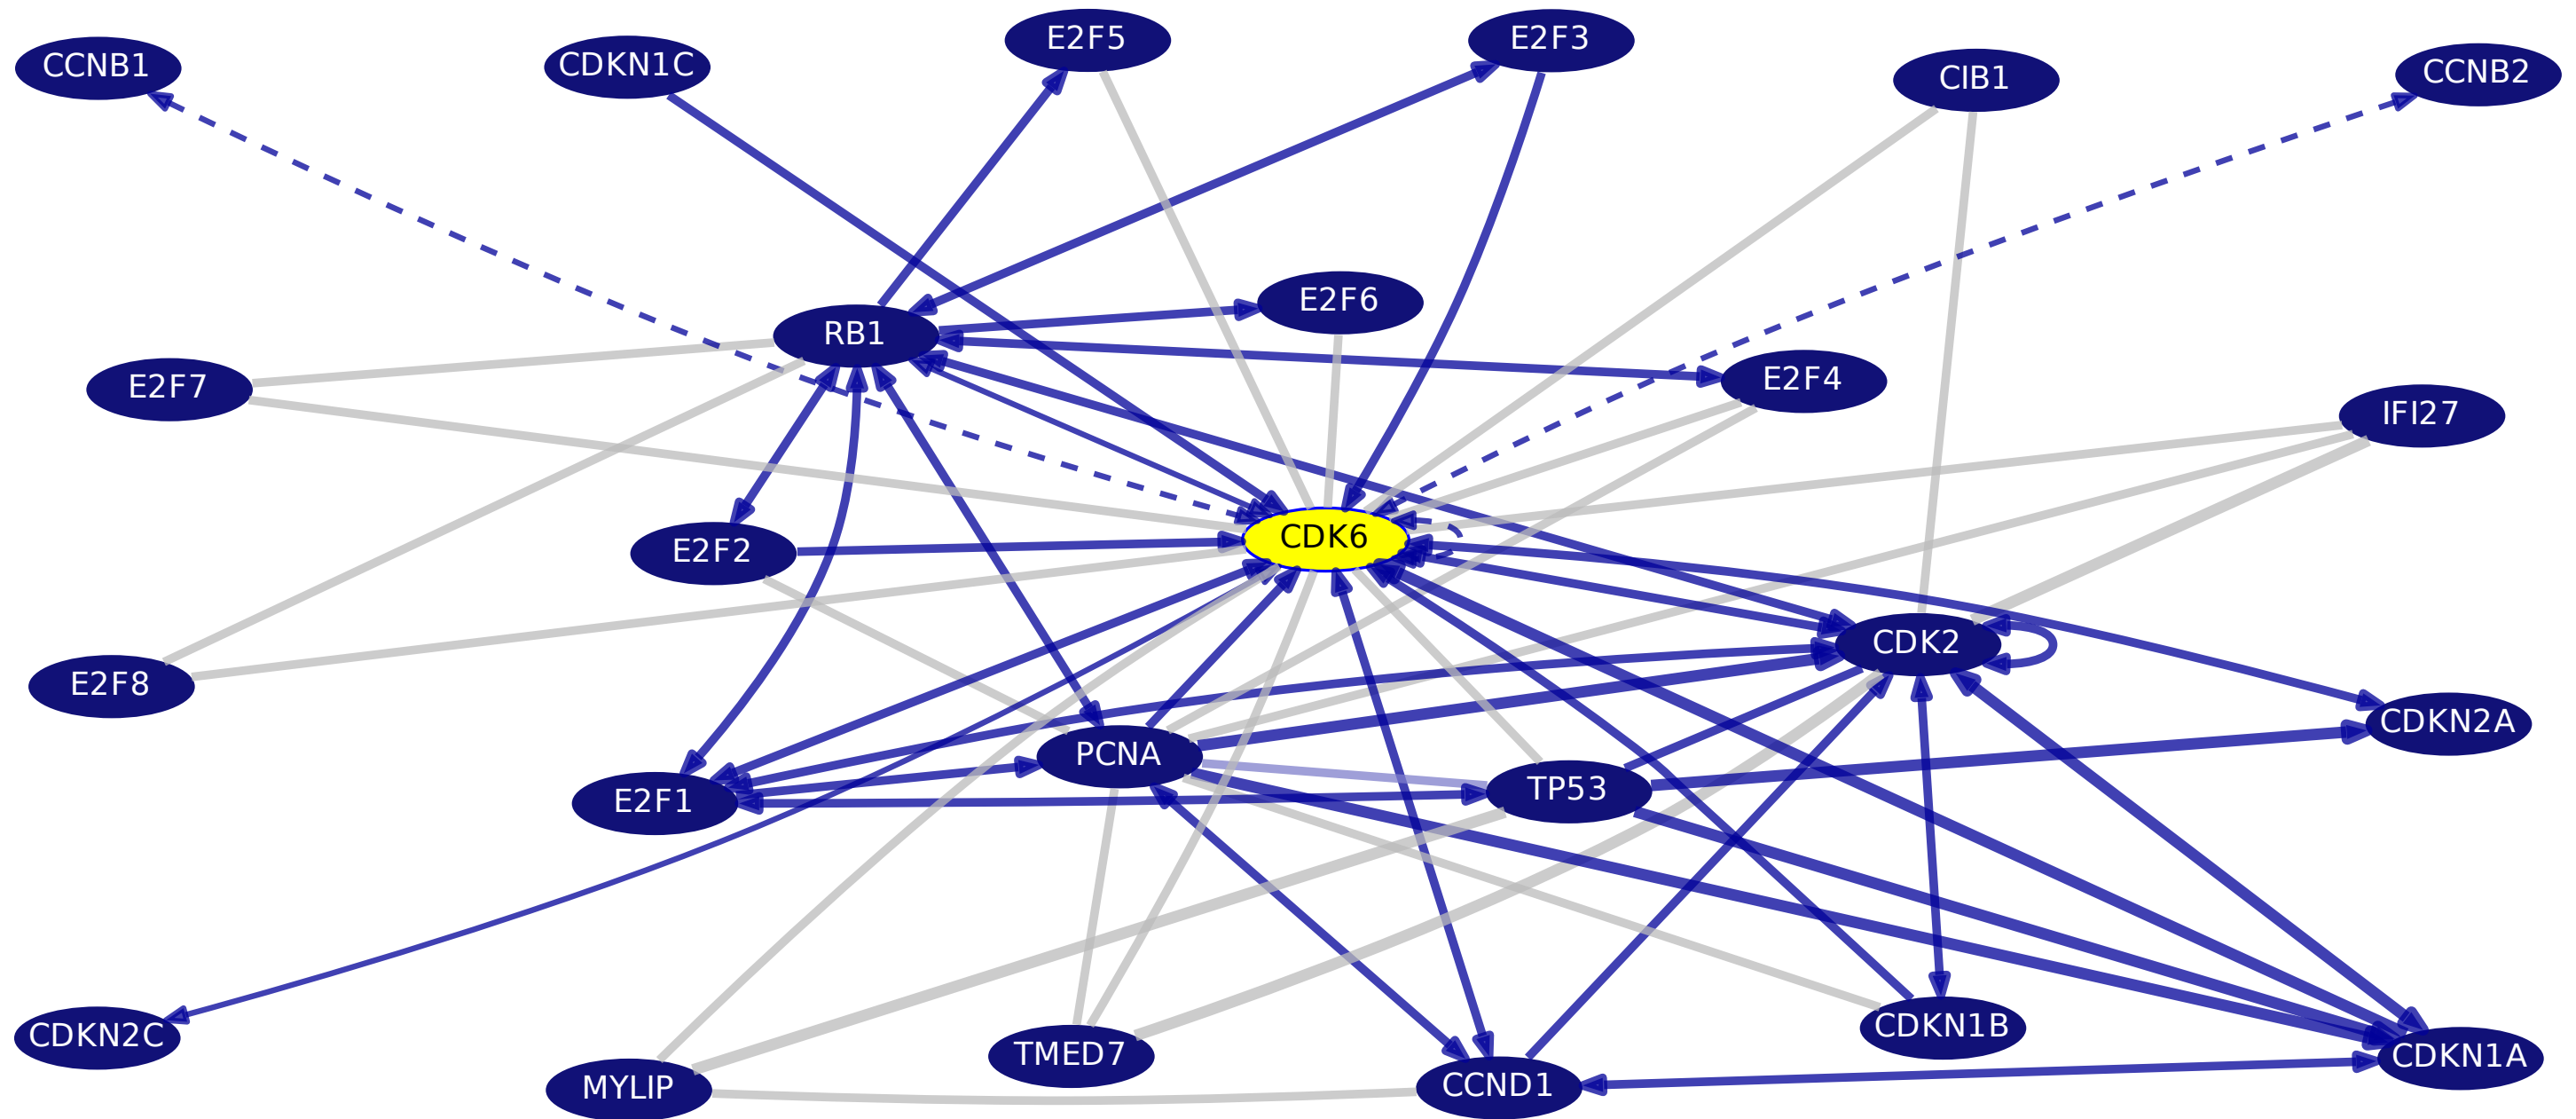 CCNB1
CDKN1C
E2F5
E2F3
CIB1
CCNB2
RB1
E2F6
E2F7
E2F4
IFI27
E2F2
CDK6
E2F8
CDK2
CDKN2A
PCNA
TP53
E2F1
CDKN2C
MYLIP
TMED7
CCND1
CDKN1B
CDKN1A